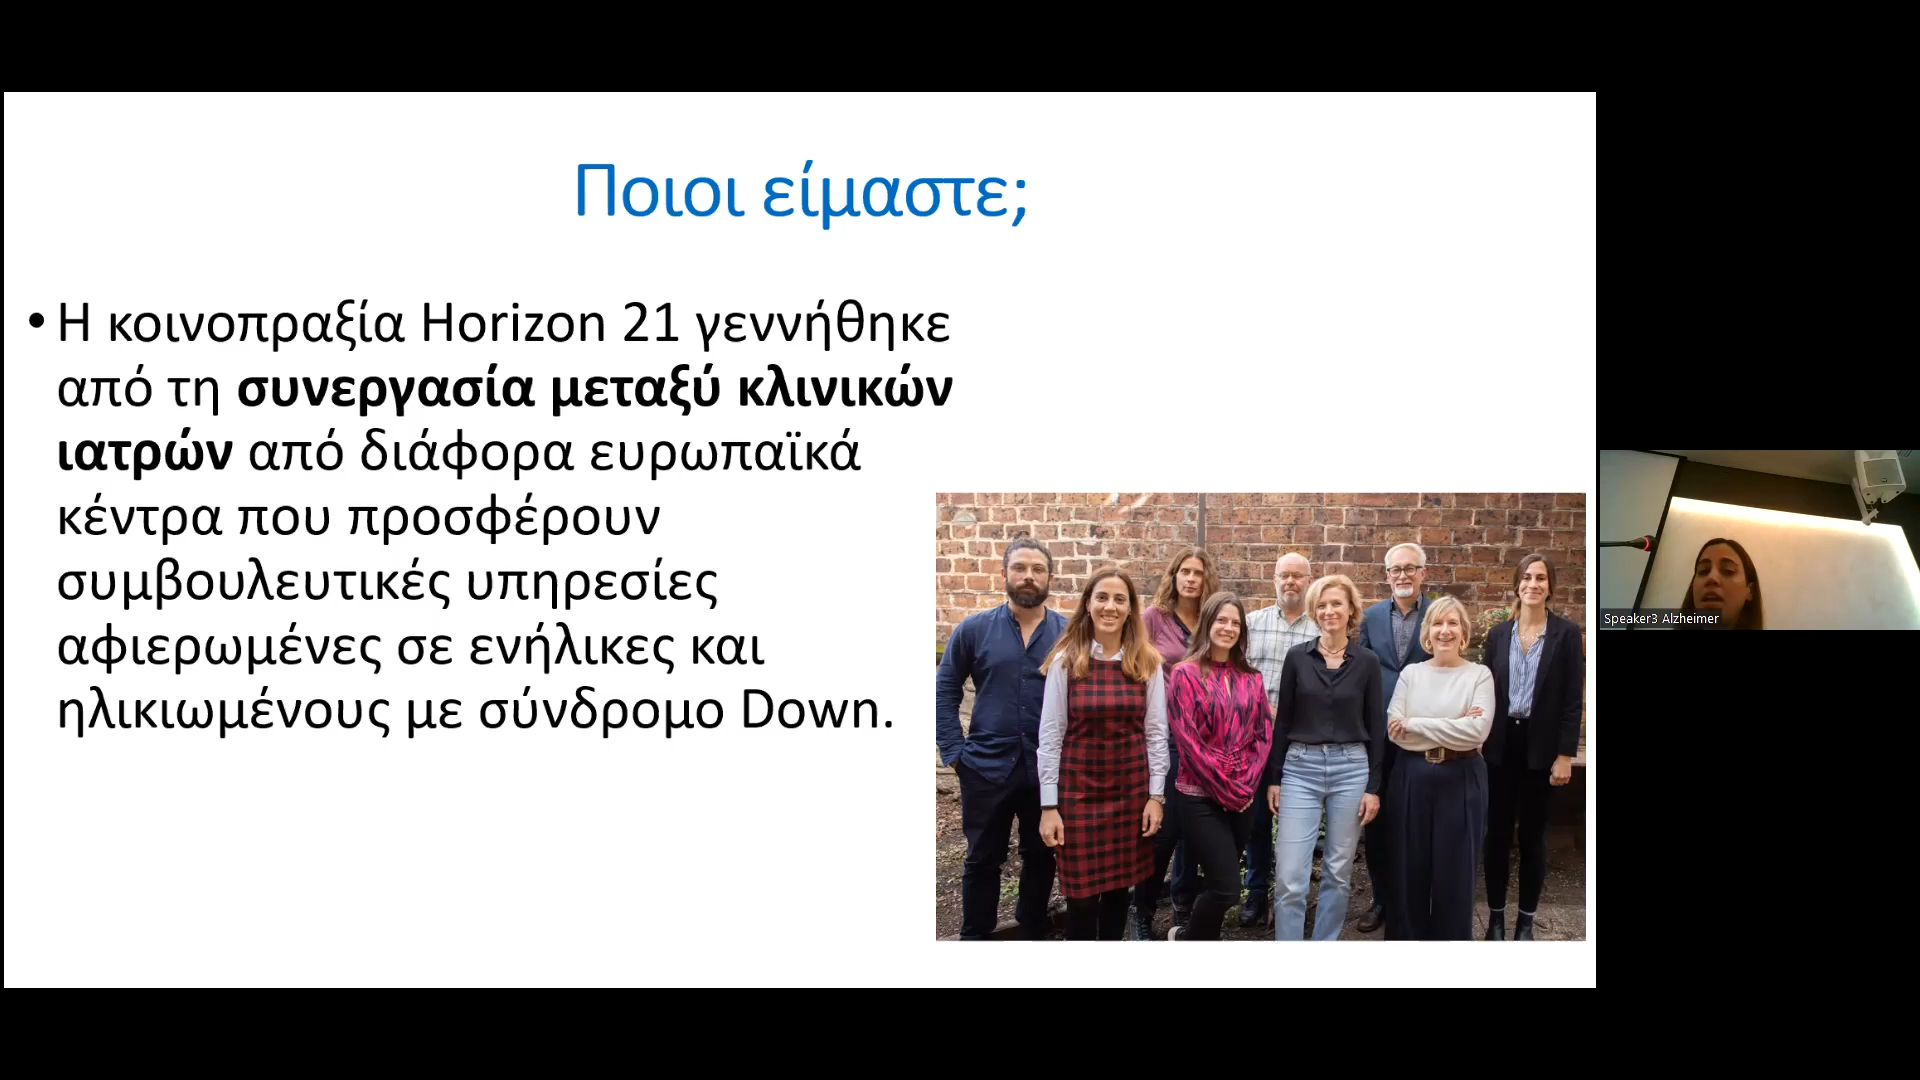 Ποιοι είμαστε;
• Η κοινοπραξία Horizon 21 γεννήθηκε
από τη συνεργασία μεταξύ κλινικών
ιατρών από διάφορα ευρωπαϊκά
κέντρα που προσφέρουν
συμβουλευτικές υπηρεσίες
αφιερωμένες σε ενήλικες και
ηλικιωμένους με σύνδρομο Down.
Speaker3 Alzheimer